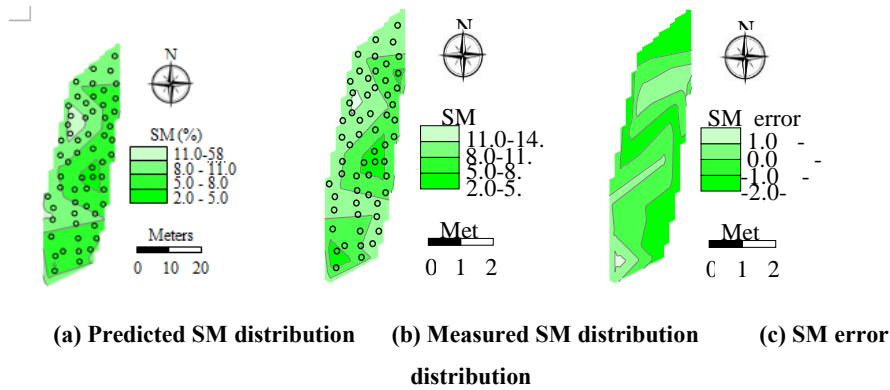 N
SM (%)
11.0-58
8.0 - 11.0
5.0 - 8.0
2.0 - 5.0
Meters
0 10 20
N
SM
11.0-14.
8.0-11.
5.0-8.
2.0-5.
Met
0 1 2
N
SM error
1.0 -
0.0 -
-1.0 -
-2.0-
Met
0 1 2
(a) Predicted SM distribution (b) Measured SM distribution (c) SM error
distribution